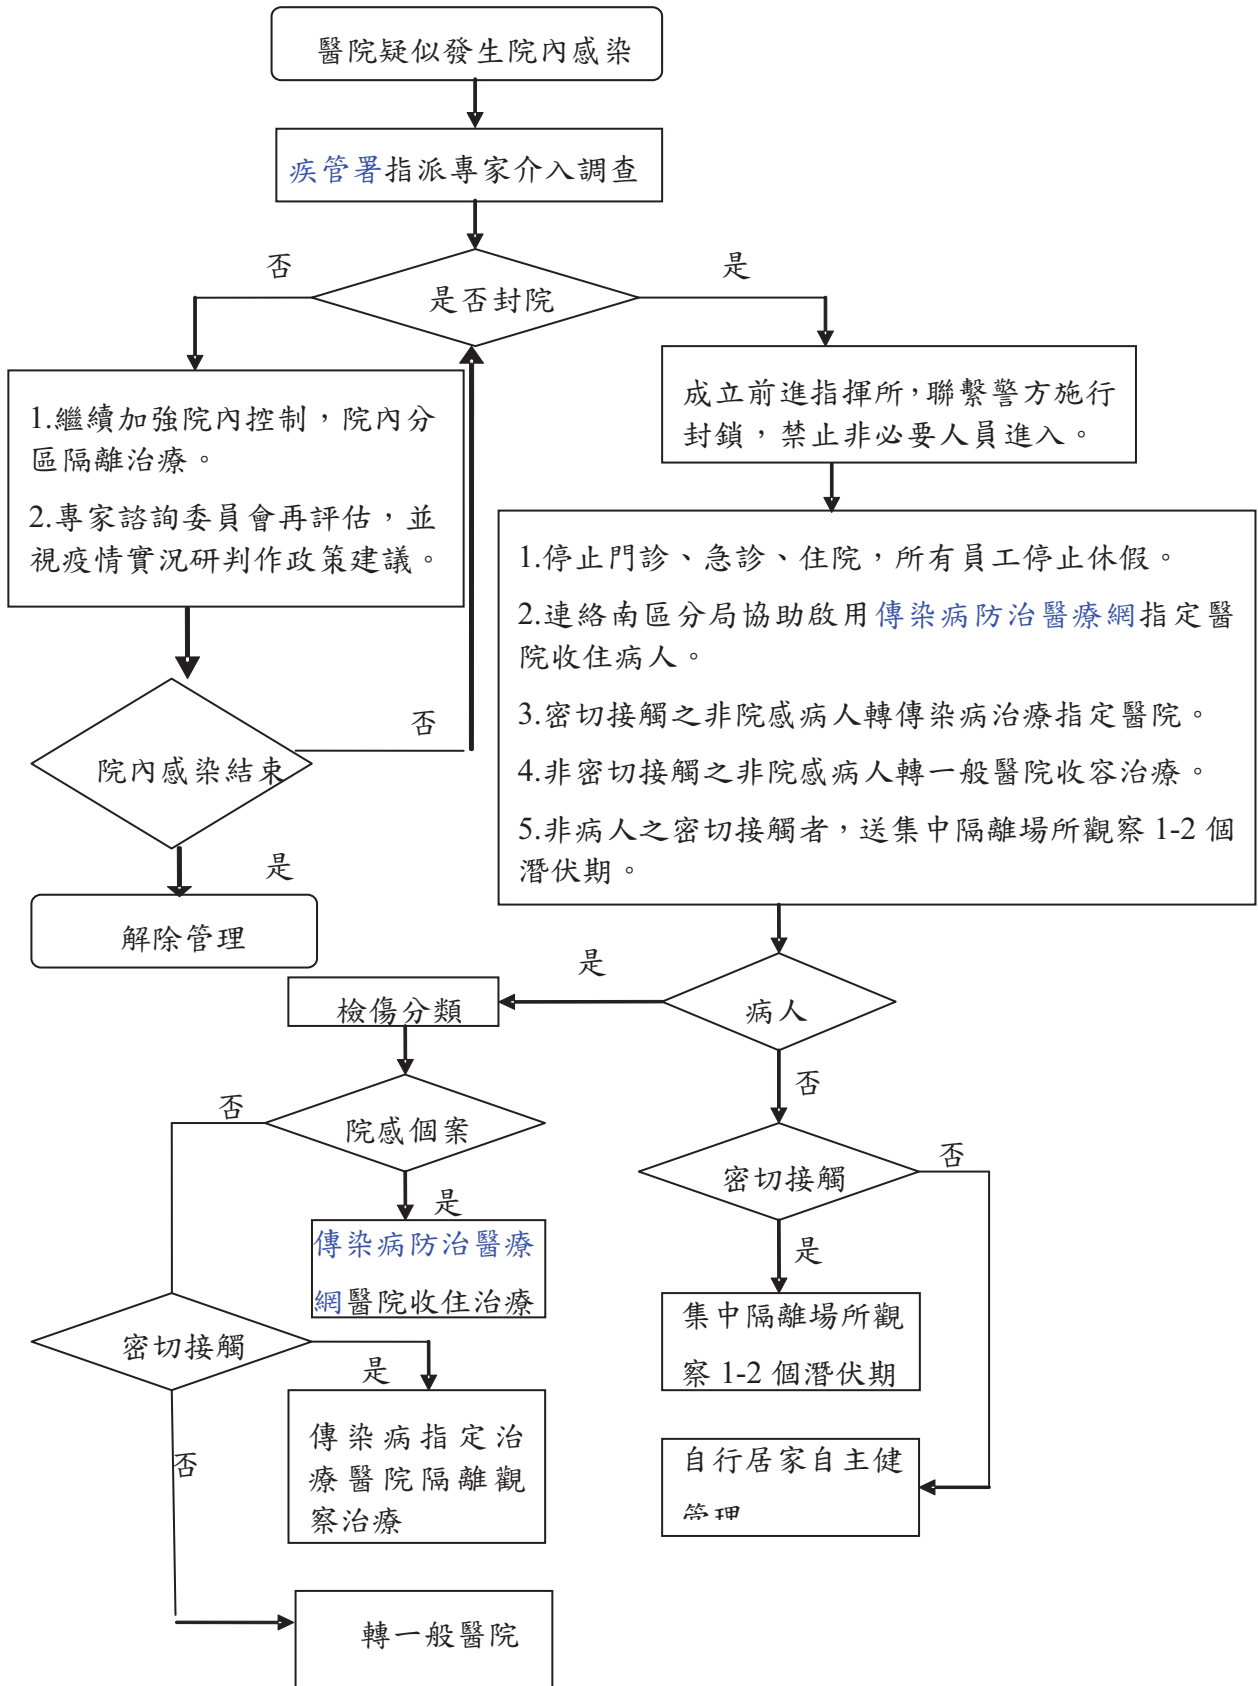 醫院疑似發生院內感染
疾管署指派專家介入調查
否
是
是否封院
1.繼續加強院內控制，院內分
區隔離治療。
2.專家諮詢委員會再評估，並
視疫情實況研判作政策建議。
成立前進指揮所，聯繫警方施行
封鎖，禁止非必要人員進入。
1.停止門診、急診、住院，所有員工停止休假。
2.連絡南區分局協助啟用傳染病防治醫療網指定醫
院收住病人。
3.密切接觸之非院感病人轉傳染病治療指定醫院。
4.非密切接觸之非院感病人轉一般醫院收容治療。
5.非病人之密切接觸者，送集中隔離場所觀察 1-2 個
潛伏期。
院內感染結束
否
是
解除管理
是
病人
檢傷分類
否
否
院感個案
密切接觸
否
是
傳染病防治醫療
網醫院收住治療
是
集中隔離場所觀
察 1-2 個潛伏期
密切接觸
是
否
傳染病指定治
療醫院隔離觀
察治療
自行居家自主健
管理
轉一般醫院